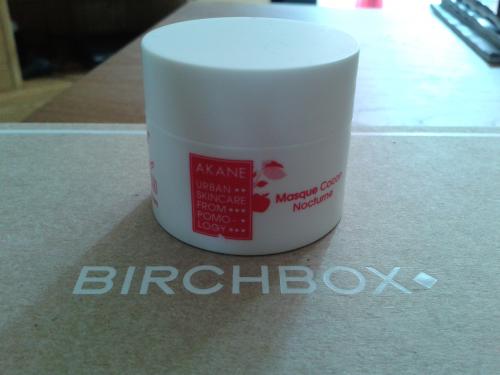 AKANE
URBAN
SKINCARE
FROM
POMO
LOGY
Masque Cocon
Nocturne
BIRCHBOX